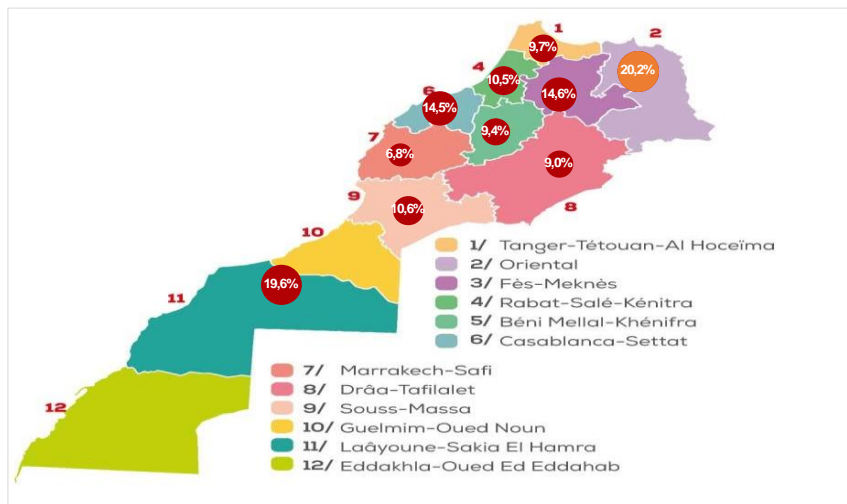 1
2
9,7%
20,2%
4
10,5%
14,6%
6
14,5%
9,4%
7
6,8%
9,0%
9
10,6%
8
10
19,6%
11
12
1/ Tanger-Tétouan-Al Hoceïma
2/ Oriental
3/ Fès-Meknès
4/ Rabat-Salé-Kénitra
5/ Béni Mellal-Khénifra
6/ Casablanca-Settat
7/ Marrakech-Safi
8/ Drâa-Tafilalet
9/ Souss-Massa
10/ Guelmim-Oued Noun
11/ Laâyoune-Sakia El Hamra
12/ Eddakhla-Oued Ed Eddahab